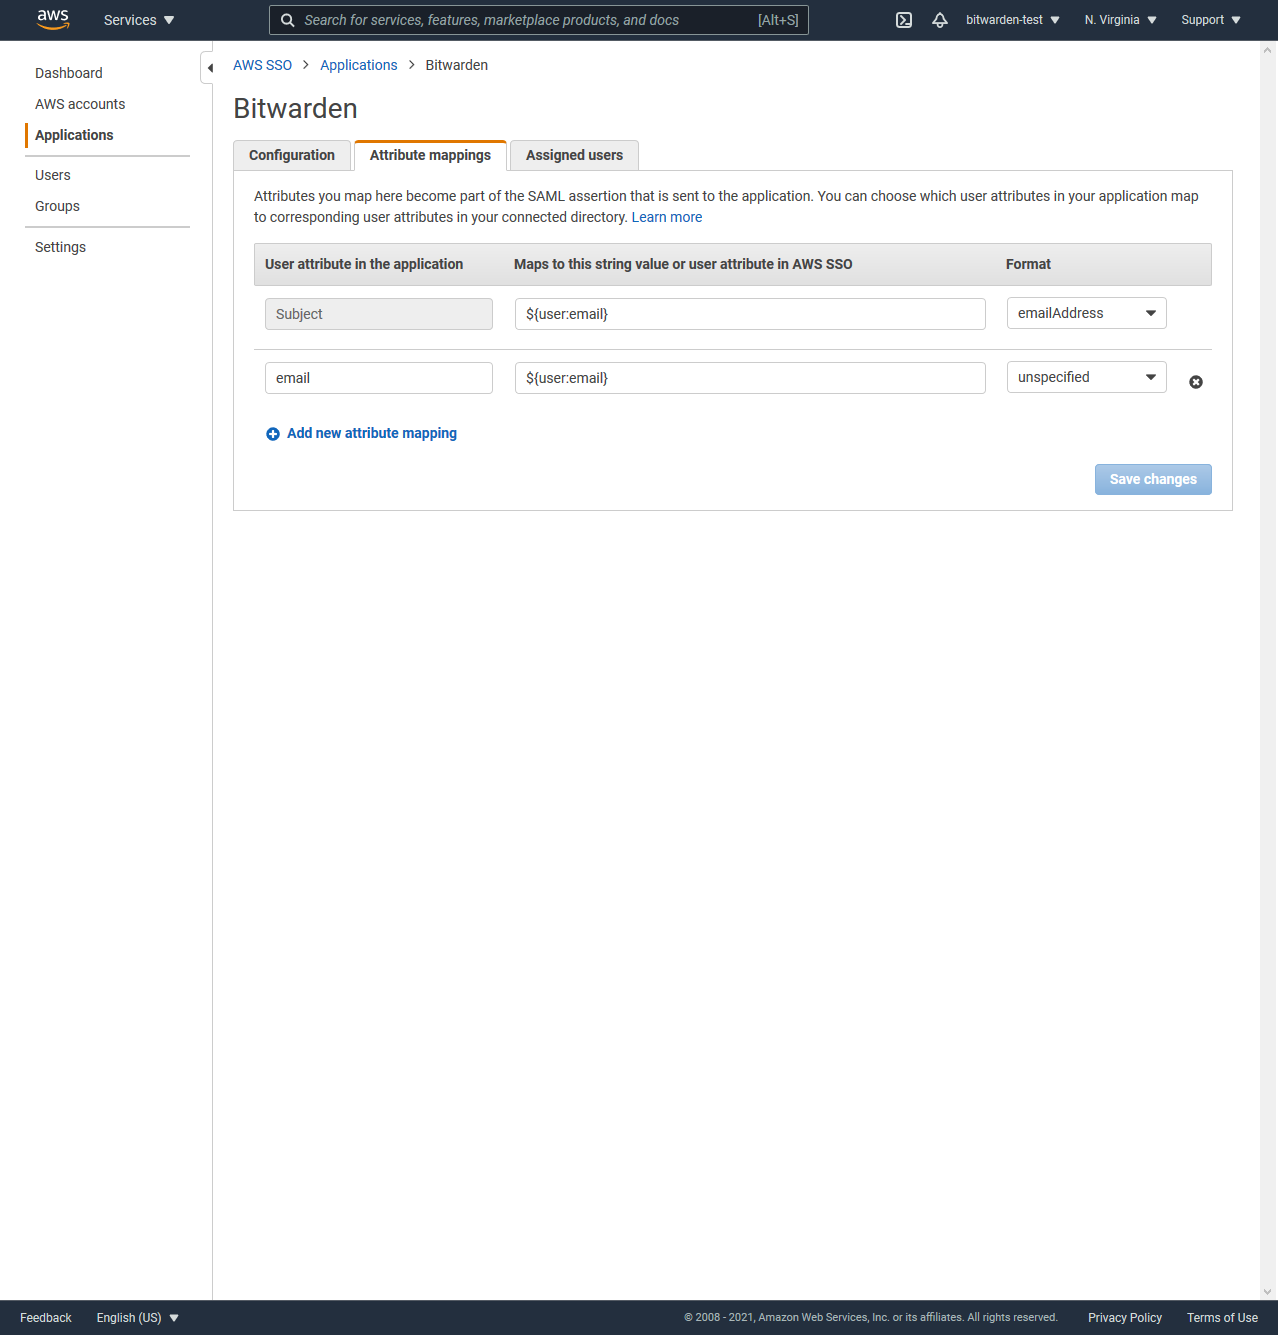 aws Services Search for services, features, marketplace products, and docs [Alt+S] bitwarden-test N. Virginia Support
Dashboard
AWS accounts
Applications
Users
Groups
Settings
AWS SSO > Applications > Bitwarden
Bitwarden
Configuration Attribute mappings Assigned users
Attributes you map here become part of the SAML assertion that is sent to the application. You can choose which user attributes in your application map
to corresponding user attributes in your connected directory. Learn more
User attribute in the application Maps to this string value or user attribute in AWS SSO Format
Subject ${user:email} emailAddress
email ${user:email} unspecified
Add new attribute mapping
Save changes
Feedback English (US) © 2008 - 2021, Amazon Web Services, Inc. or its affiliates. All rights reserved. Privacy Policy Terms of Use